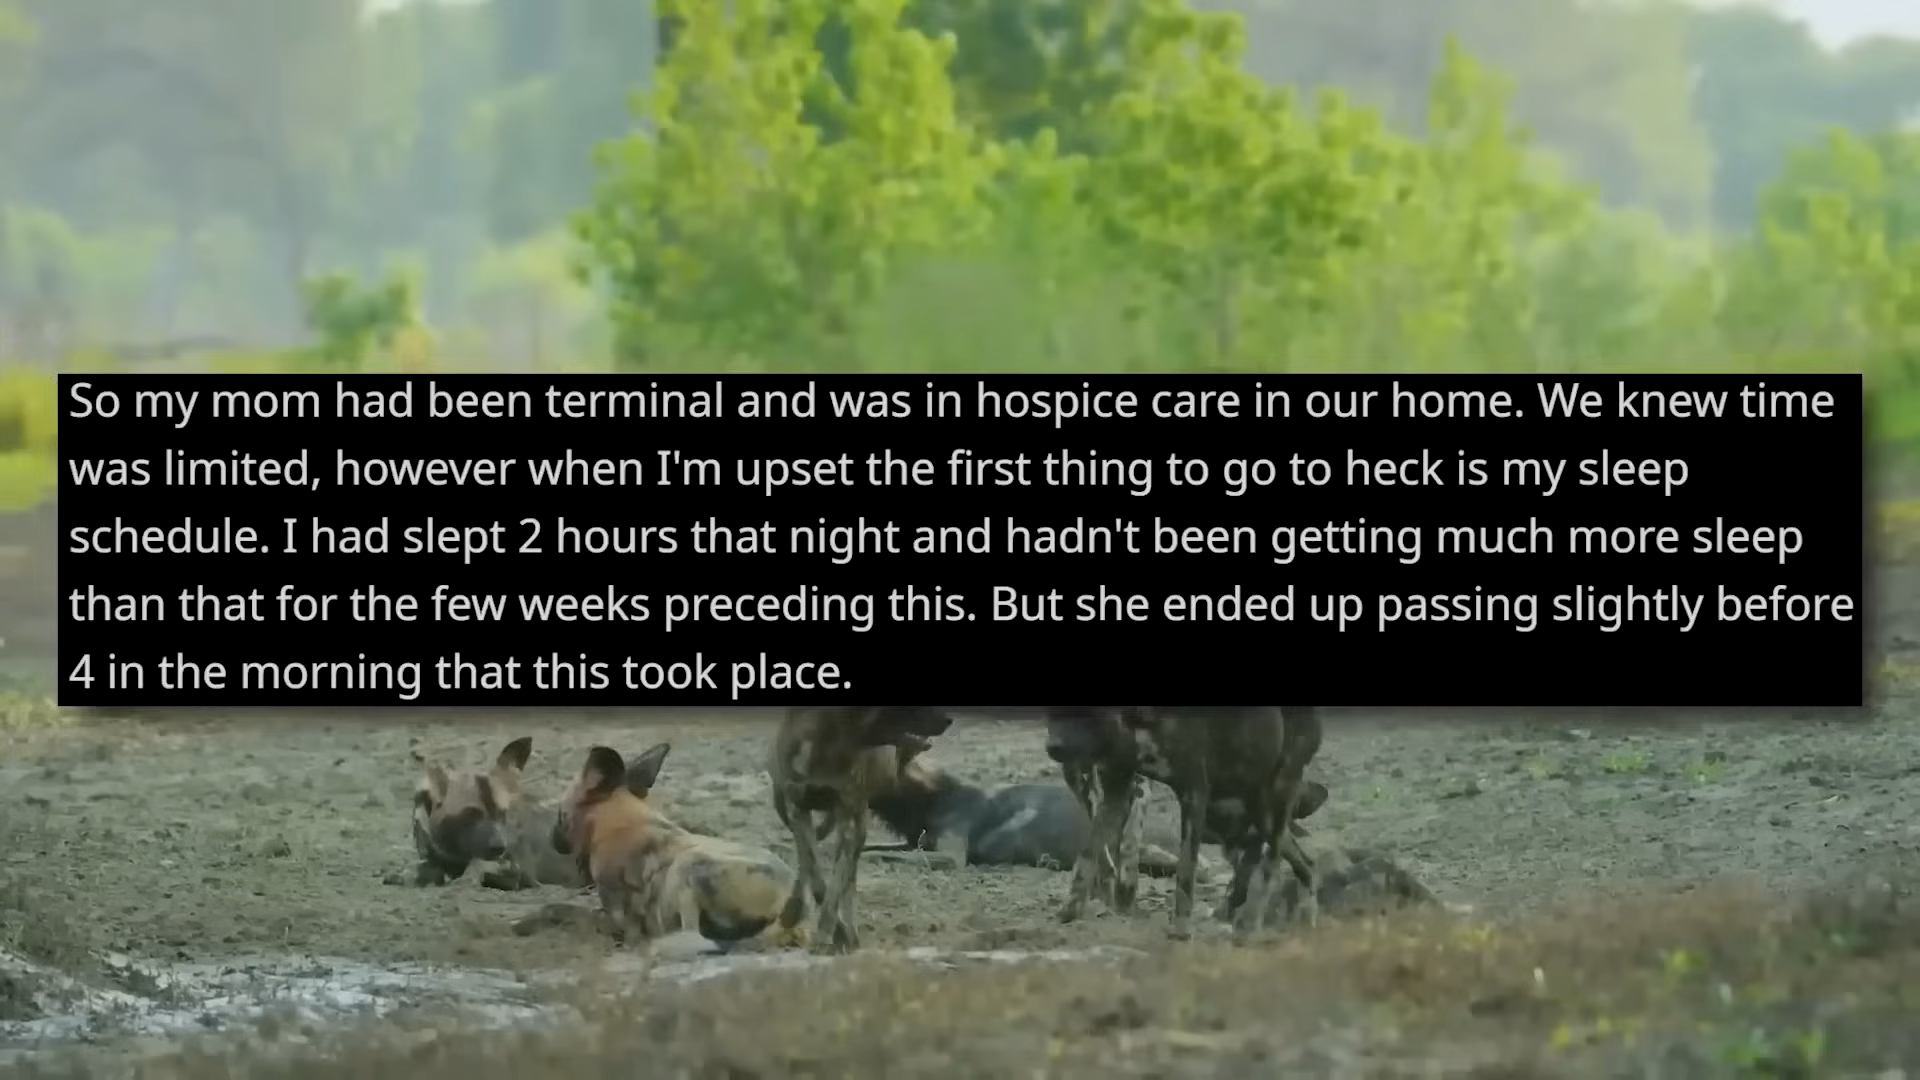 So my mom had been terminal and was in hospice care in our home. We knew time
was limited, however when I'm upset the first thing to go to heck is my sleep
schedule. I had slept 2 hours that night and hadn't been getting much more sleep
than that for the few weeks preceding this. But she ended up passing slightly before
4 in the morning that this took place.